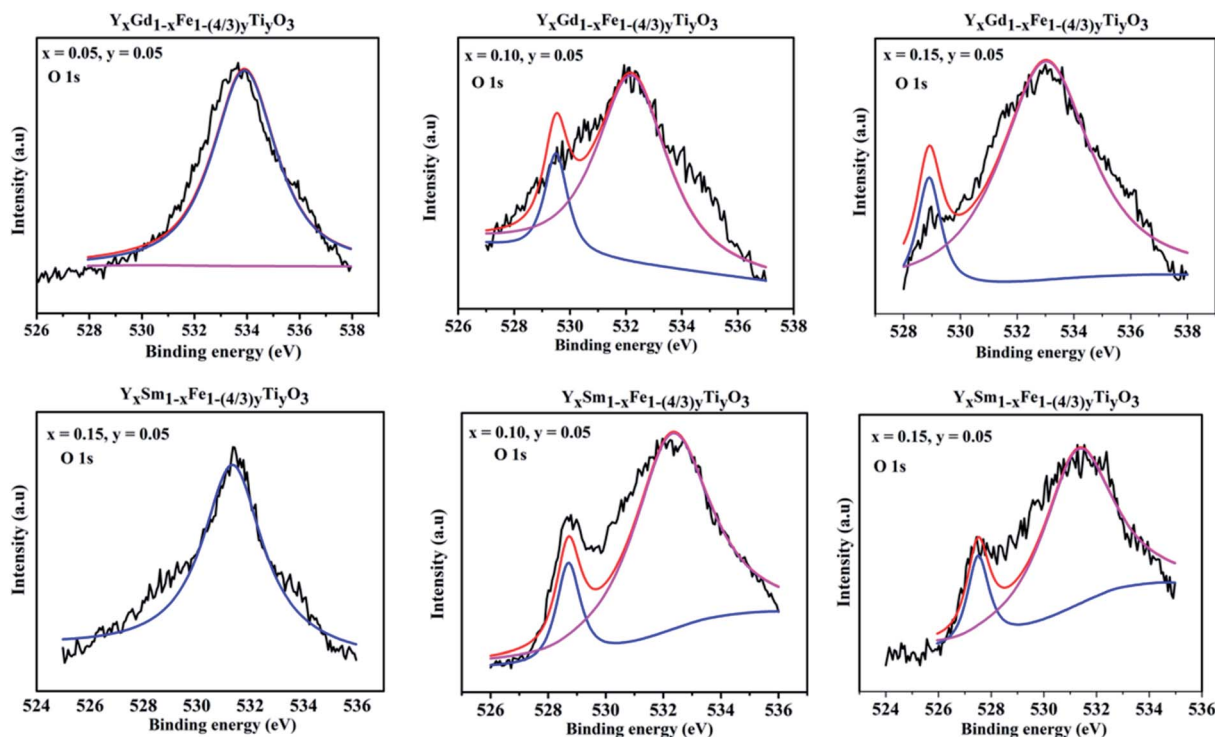 YxGd1-xFe1-(4/3)yTiyO3
x = 0.05, y = 0.05
O 1s
Intensity (a.u)
526 528 530 532 534 536 538
Binding energy (eV)
YxGd1-xFe1-(4/3)yTiyO3
x = 0.10, y = 0.05
O 1s
Intensity (a.u)
526 528 530 532 534 536 538
Binding energy (eV)
YxGd1-xFe1-(4/3)yTiyO3
x = 0.15, y = 0.05
O 1s
Intensity (a.u)
528 530 532 534 536 538
Binding energy (eV)
YxSm1-xFe1-(4/3)yTiyO3
x = 0.15, y = 0.05
O 1s
Intensity (a.u)
524 526 528 530 532 534 536
Binding energy (eV)
YxSm1-xFe1-(4/3)yTiyO3
x = 0.10, y = 0.05
O 1s
Intensity (a.u)
526 528 530 532 534 536
Binding energy (eV)
YxSm1-xFe1-(4/3)yTiyO3
x = 0.15, y = 0.05
O 1s
Intensity (a.u)
524 526 528 530 532 534 536
Binding energy (eV)